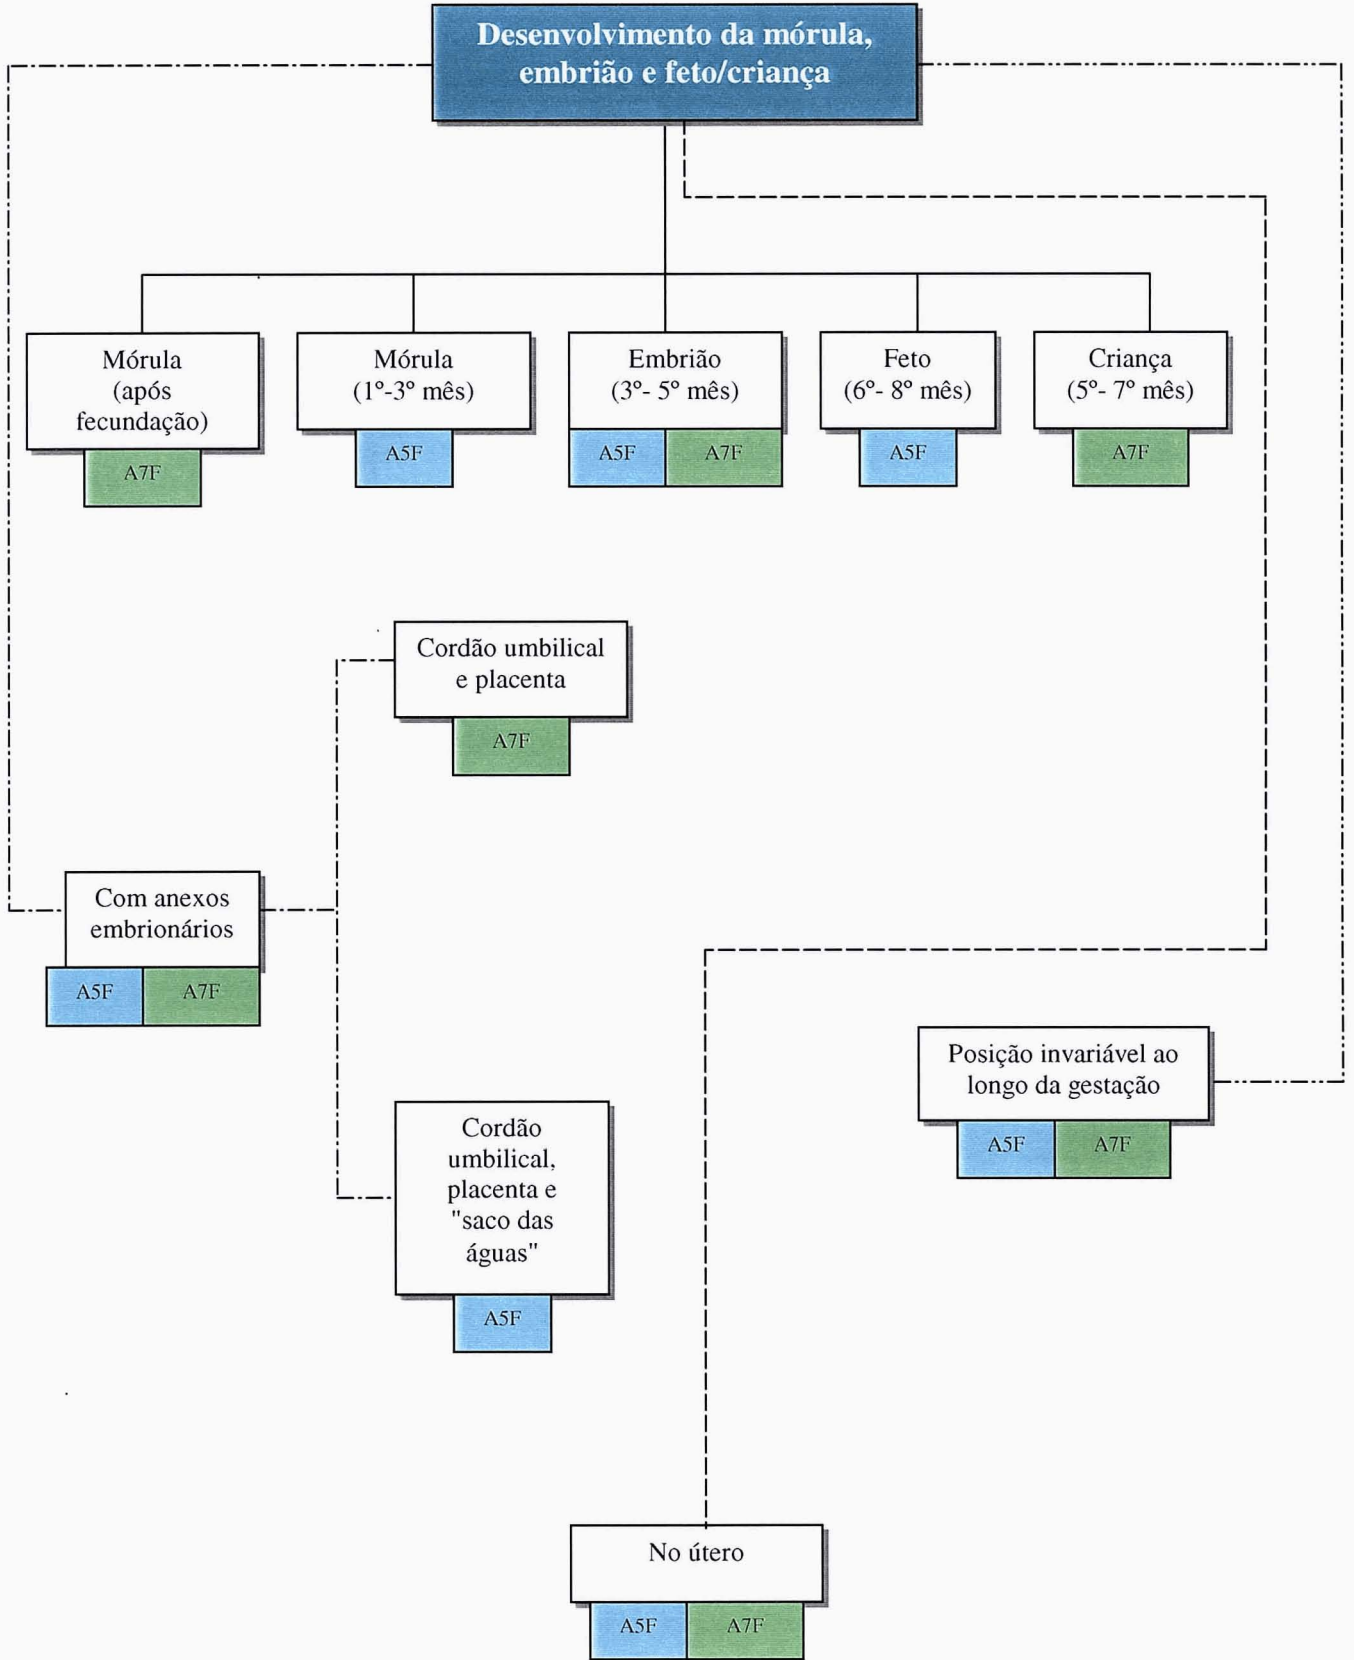 Desenvolvimento da mórula,
embrião e feto/criança
Mórula
(após
fecundação)
A7F
Mórula
(1º-3º mês)
A5F
Embrião
(3º- 5º mês)
A5F
A7F
Feto
(6º- 8º mês)
A5F
Criança
(5º- 7º mês)
A7F
Cordão umbilical
e placenta
A7F
Com anexos
embrionários
A5F
A7F
Posição invariável ao
longo da gestação
A5F
A7F
Cordão
umbilical,
placenta e
"saco das
águas"
A5F
No útero
A5F
A7F